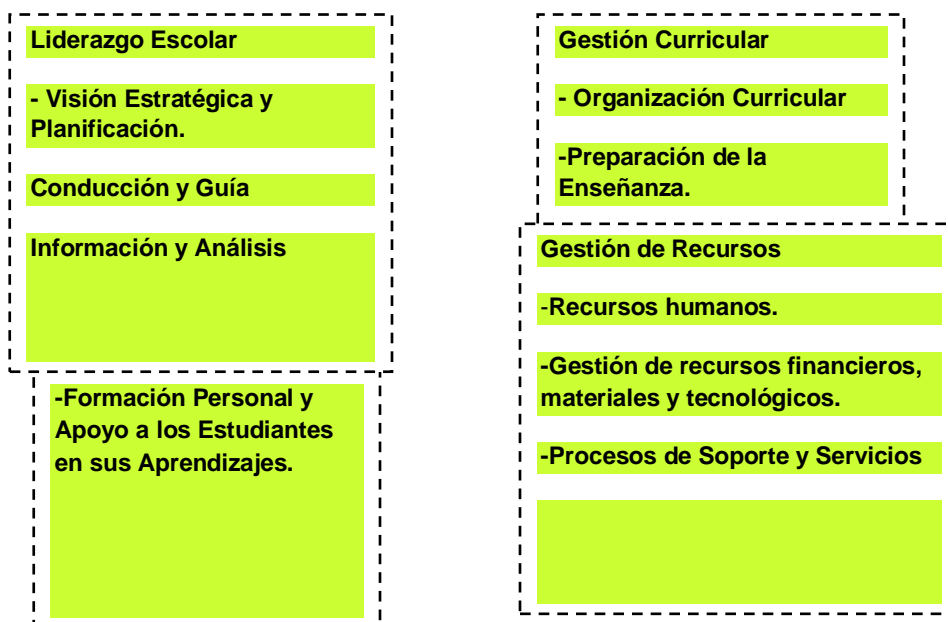 Liderazgo Escolar
- Visión Estratégica y
Planificación.
Conducción y Guía
Información y Análisis
-Formación Personal y
Apoyo a los Estudiantes
en sus Aprendizajes.
Gestión Curricular
- Organización Curricular
-Preparación de la
Enseñanza.
Gestión de Recursos
-Recursos humanos.
-Gestión de recursos financieros,
materiales y tecnológicos.
-Procesos de Soporte y Servicios